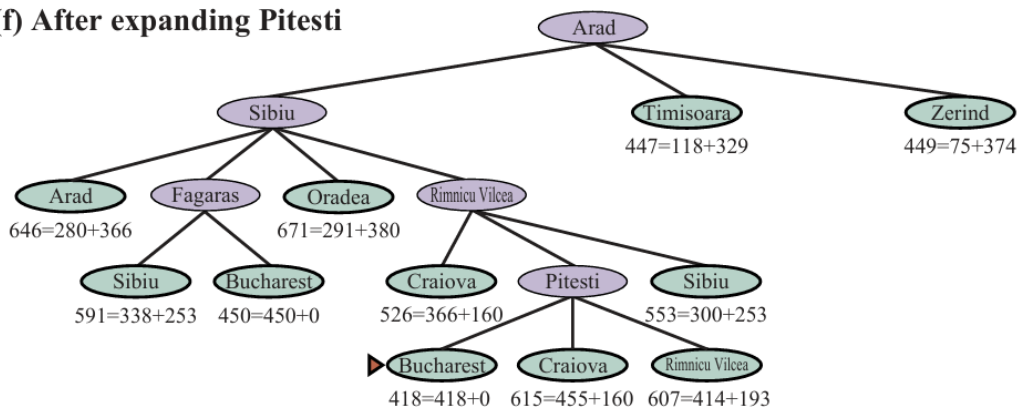 (f) After expanding Pitesti
Arad
Sibiu
Timisoara
Zerind
447=118+329
449=75+374
Arad
Fagaras
Oradea
Rimnicu Vilcea
646=280+366
671=291+380
Sibiu
Bucharest
Craiova
Pitesti
Sibiu
591=338+253
450=450+0
526=366+160
553=300+253
Bucharest
Craiova
Rimnicu Vilcea
418=418+0
615=455+160
607=414+193